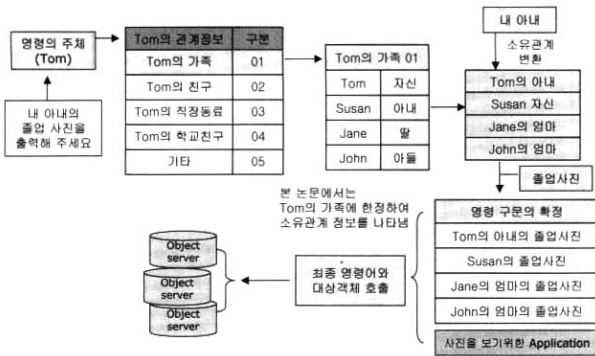 명령의 주체
(Tom)
내 아내의
졸업 사진을
출력해 주세요
Tom의 관계정보 구분
Tom의 가족 01
Tom의 친구 02
Tom의 직장동료 03
Tom의 학교친구 04
기타 05
Tom의 가족 01
Tom 자신
Susan 아내
Jane 딸
John 아들
내 아내
소유관계
변환
Tom의 아내
Susan 자신
Jane의 엄마
John의 엄마
졸업사진
본 논문에서는
Tom의 가족에 한정하여
소유관계 정보를 나타냄
명령 구문의 확정
Tom의 아내의 졸업사진
Susan의 졸업사진
Jane의 엄마의 졸업사진
John의 엄마의 졸업사진
사진을 보기위한 Application
최종 명령어와
대상객체 호출
Object
server
Object
server
Object
server